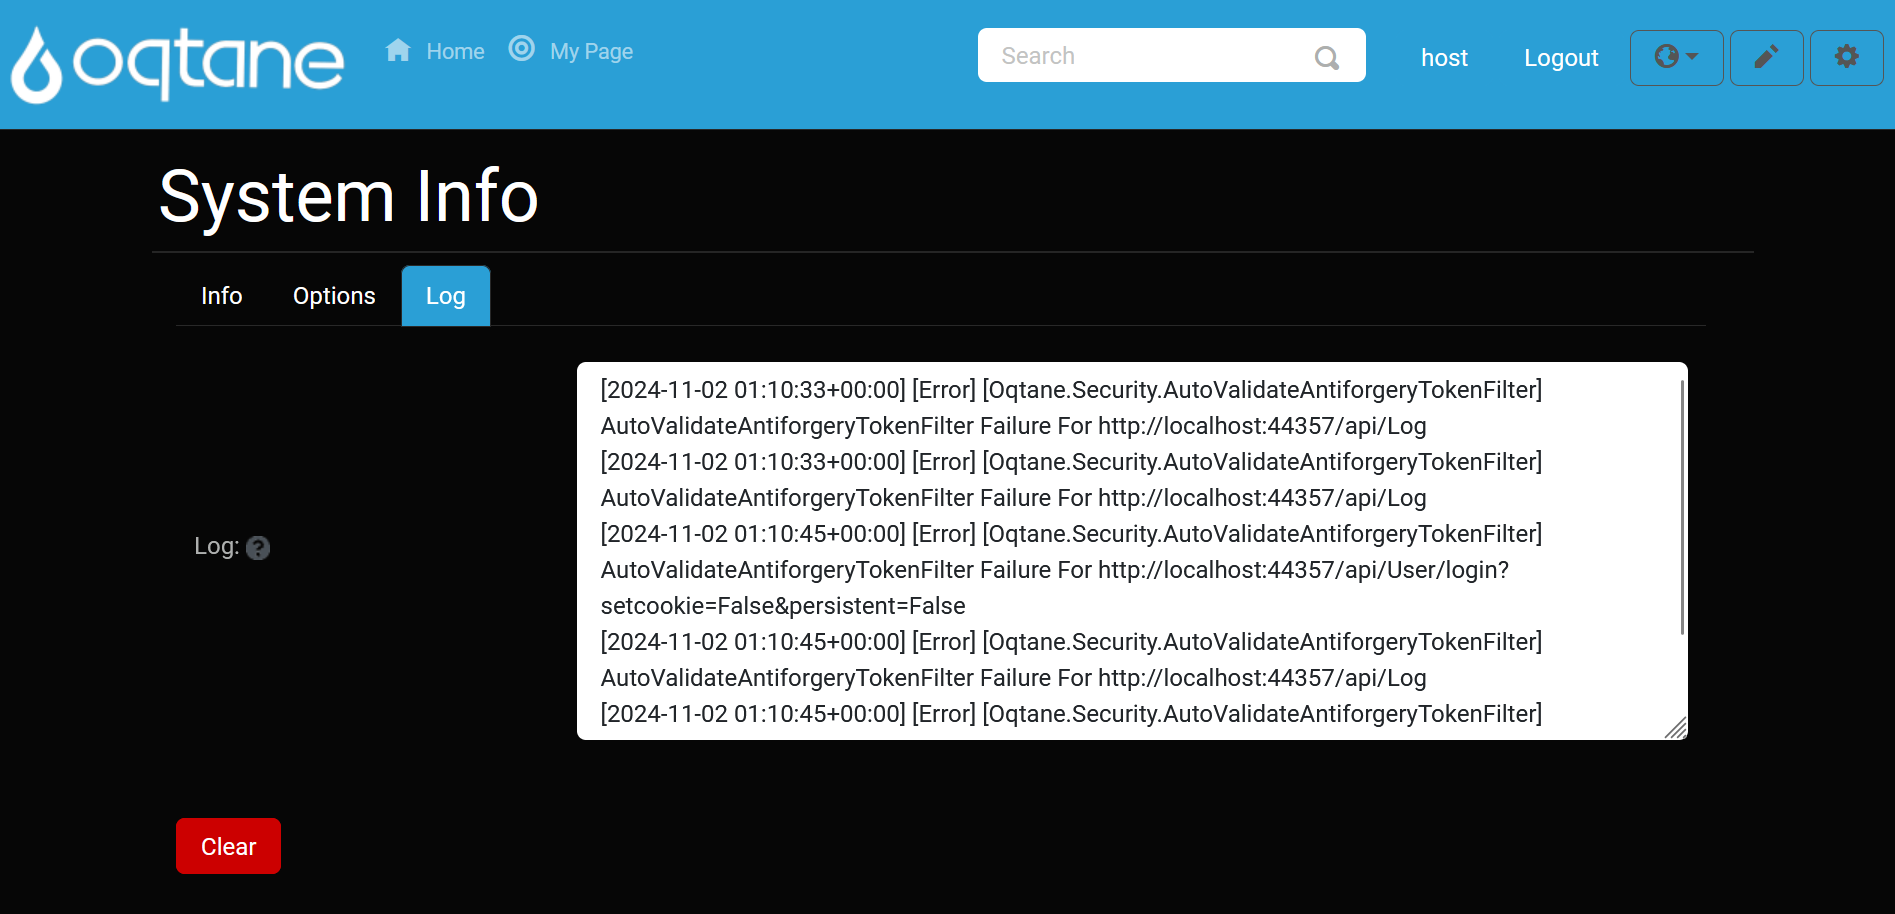 oqtane
Home
My Page
Search
host
Logout
System Info
Info
Options
Log
[2024-11-02 01:10:33+00:00] [Error] [Oqtane.Security.AutoValidateAntiforgeryTokenFilter]
AutoValidateAntiforgeryTokenFilter Failure For http://localhost:44357/api/Log
[2024-11-02 01:10:33+00:00] [Error] [Oqtane.Security.AutoValidateAntiforgeryTokenFilter]
AutoValidateAntiforgeryTokenFilter Failure For http://localhost:44357/api/Log
[2024-11-02 01:10:45+00:00] [Error] [Oqtane.Security.AutoValidateAntiforgeryTokenFilter]
AutoValidateAntiforgeryTokenFilter Failure For http://localhost:44357/api/User/login?
setcookie=False&persistent=False
[2024-11-02 01:10:45+00:00] [Error] [Oqtane.Security.AutoValidateAntiforgeryTokenFilter]
AutoValidateAntiforgeryTokenFilter Failure For http://localhost:44357/api/Log
[2024-11-02 01:10:45+00:00] [Error] [Oqtane.Security.AutoValidateAntiforgeryTokenFilter]
Log: ?
Clear